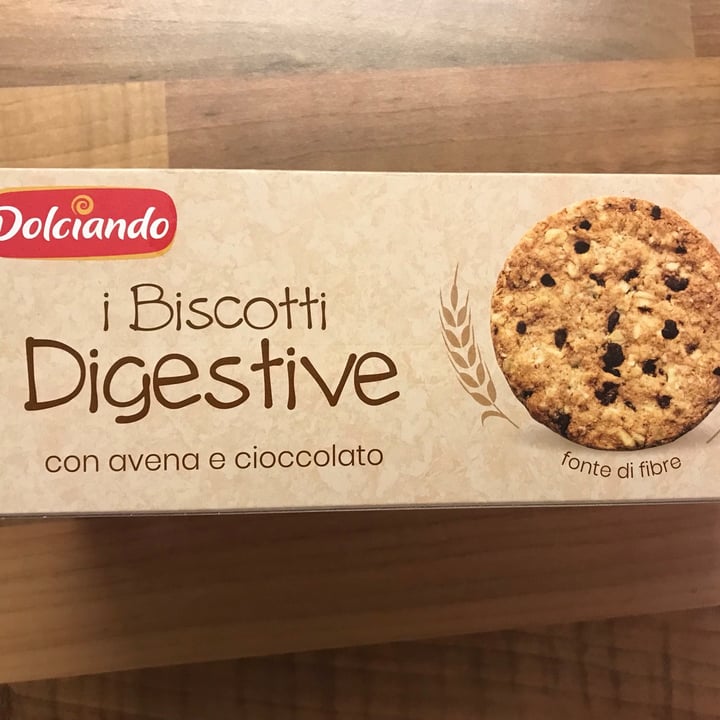 Dolciando
i Biscotti
Digestive
con avena e cioccolato
fonte di fibre